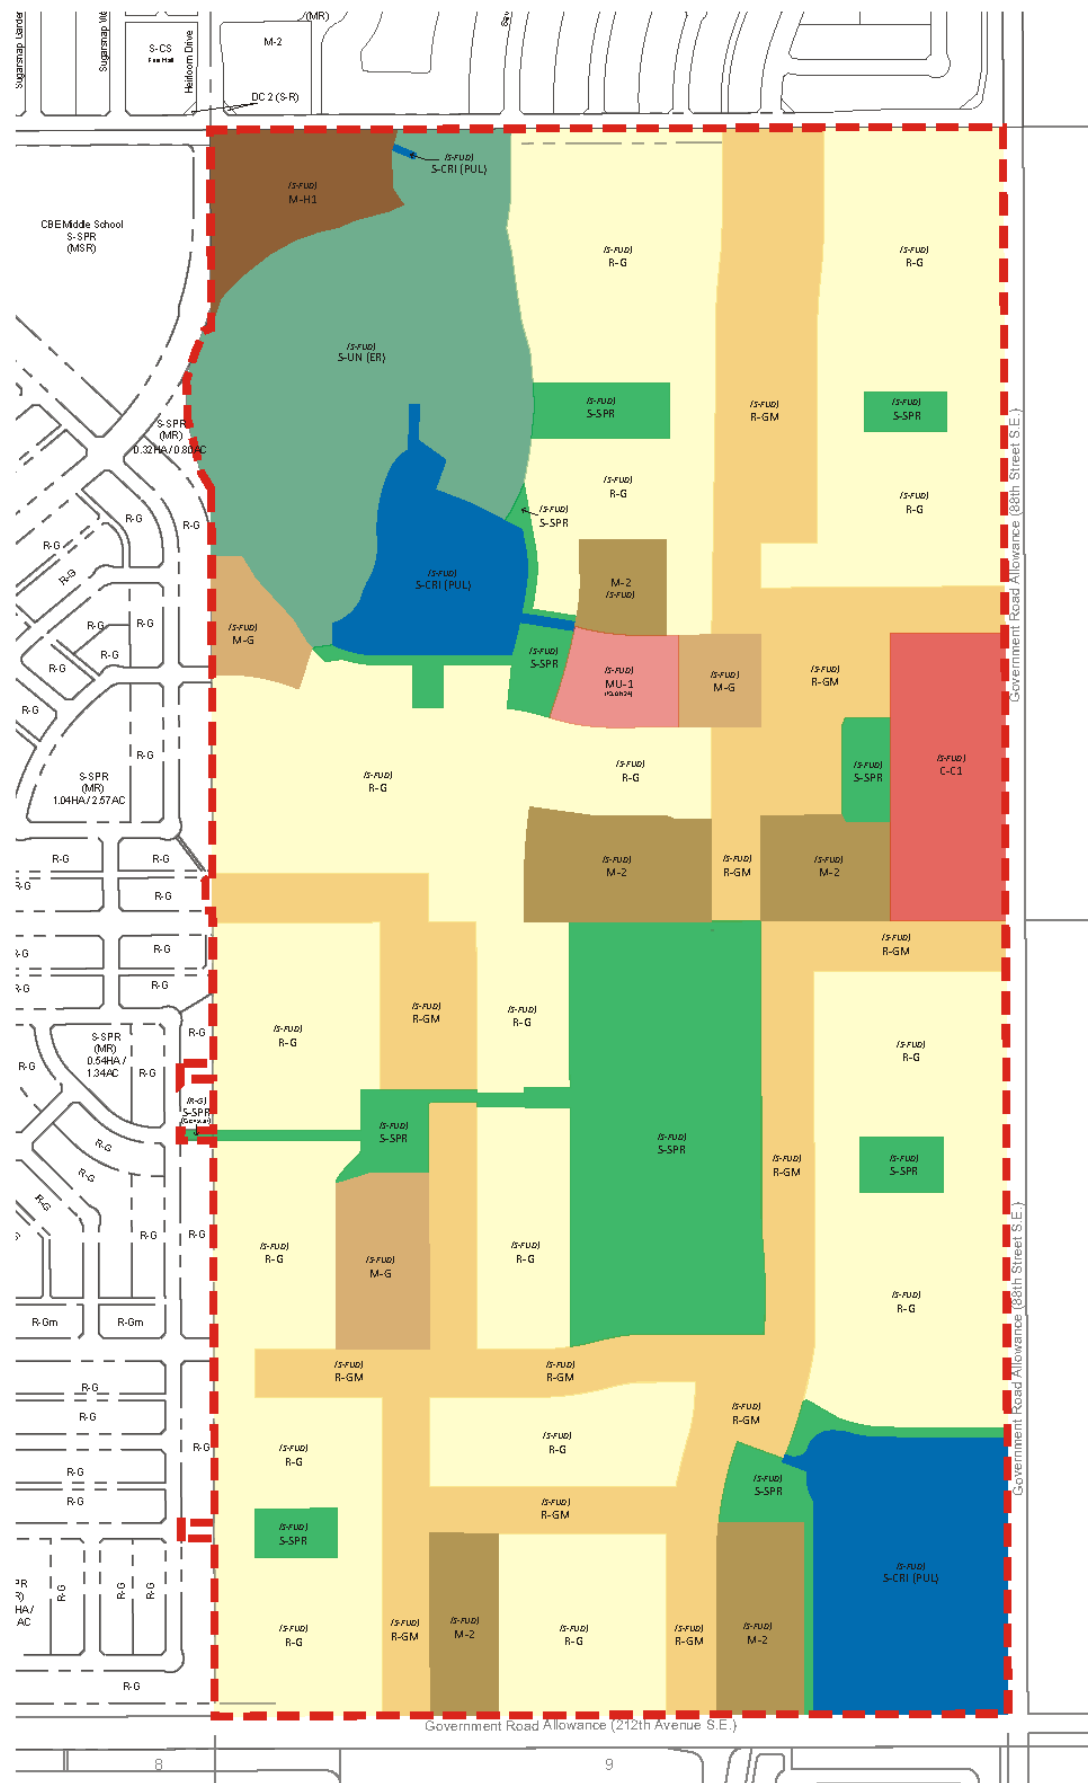 (MR)
Sugarsnap Garden
Heirloom Drive
S-CS
M-2
DC 2 (S-R)
CBE Middle School
S-SPR
(MSR)
(S-FUD)
M-H1
(S-FUD)
S-CRI (PUL)
(S-FUD)
R-G
(S-FUD)
R-G
(S-FUD)
S-UN (ER)
(S-FUD)
S-SPR
(S-FUD)
R-GM
(S-FUD)
S-SPR
S-SPR
(MR)
0.32HA / 0.80AC
Government Road Allowance (88th Street S.E.)
(S-FUD)
R-G
(S-FUD)
R-G
(S-FUD)
S-SPR
R-G
R-G
R-G
R-G
(S-FUD)
S-CRI (PUL)
M-2
(S-FUD)
R-G
R-G
(S-FUD)
M-G
R-G
R-G
(S-FUD)
S-SPR
(S-FUD)
MU-1
(S-FUD)
M-G
(S-FUD)
R-GM
R-G
R-G
(S-FUD)
S-SPR
(S-FUD)
C-C1
S-SPR
(MR)
1.04HA / 2.57AC
(S-FUD)
R-G
(S-FUD)
R-G
R-G
R-G
(S-FUD)
M-2
(S-FUD)
R-GM
(S-FUD)
M-2
R-G
R-G
R-G
R-G
R-G
R-G
(S-FUD)
R-GM
(S-FUD)
R-GM
(S-FUD)
R-G
(S-FUD)
R-G
(S-FUD)
R-G
R-G
S-SPR
(MR)
0.54HA /
1.34AC
R-G
R-G
(R-G)
S-SPR
(S-FUD)
S-SPR
(S-FUD)
S-SPR
(S-FUD)
R-GM
(S-FUD)
S-SPR
R-G
R-G
R-G
R-G
R-G
(S-FUD)
R-G
(S-FUD)
M-G
(S-FUD)
R-G
(S-FUD)
R-G
Government Road Allowance (88th Street S.E.)
R-Gm
R-Gm
(S-FUD)
R-GM
(S-FUD)
R-GM
(S-FUD)
R-GM
R-G
R-G
R-G
(S-FUD)
R-G
(S-FUD)
R-G
R-G
R-G
(S-FUD)
S-SPR
(S-FUD)
R-GM
(S-FUD)
S-SPR
(S-FUD)
S-CRI (PUL)
R-G
R-G
R-G
HA /
AC
(S-FUD)
R-G
(S-FUD)
R-GM
(S-FUD)
M-2
(S-FUD)
R-G
(S-FUD)
R-GM
(S-FUD)
M-2
R-G
Government Road Allowance (212th Avenue S.E.)
8
9